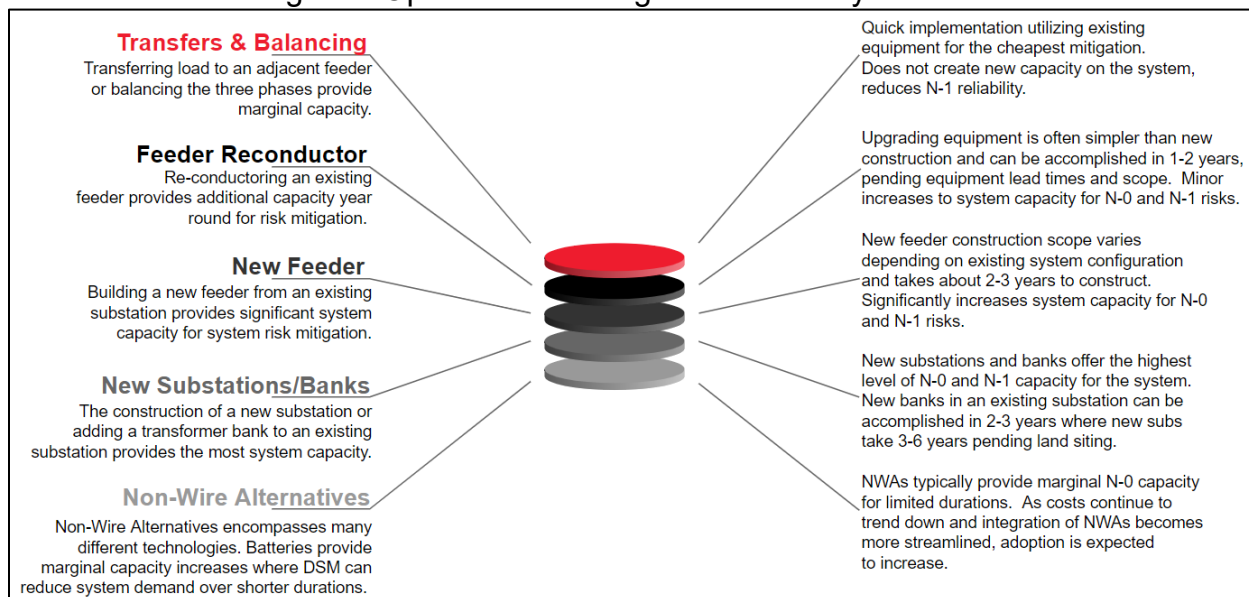 Transfers & Balancing
Transferring load to an adjacent feeder
or balancing the three phases provide
marginal capacity.
Quick implementation utilizing existing
equipment for the cheapest mitigation.
Does not create new capacity on the system,
reduces N-1 reliability.
Feeder Reconductor
Re-conductoring an existing
feeder provides additional capacity year
round for risk mitigation.
Upgrading equipment is often simpler than new
construction and can be accomplished in 1-2 years,
pending equipment lead times and scope. Minor
increases to system capacity for N-0 and N-1 risks.
New Feeder
Building a new feeder from an existing
substation provides significant system
capacity for system risk mitigation.
New feeder construction scope varies
depending on existing system configuration
and takes about 2-3 years to construct.
Significantly increases system capacity for N-0
and N-1 risks.
New Substations/Banks
The construction of a new substation or
adding a transformer bank to an existing
substation provides the most system capacity.
New substations and banks offer the highest
level of N-0 and N-1 capacity for the system.
New banks in an existing substation can be
accomplished in 2-3 years where new subs
take 3-6 years pending land siting.
Non-Wire Alternatives
Non-Wire Alternatives encompasses many
different technologies. Batteries provide
marginal capacity increases where DSM can
reduce system demand over shorter durations.
NWAs typically provide marginal N-0 capacity
for limited durations. As costs continue to
trend down and integration of NWAs becomes
more streamlined, adoption is expected
to increase.